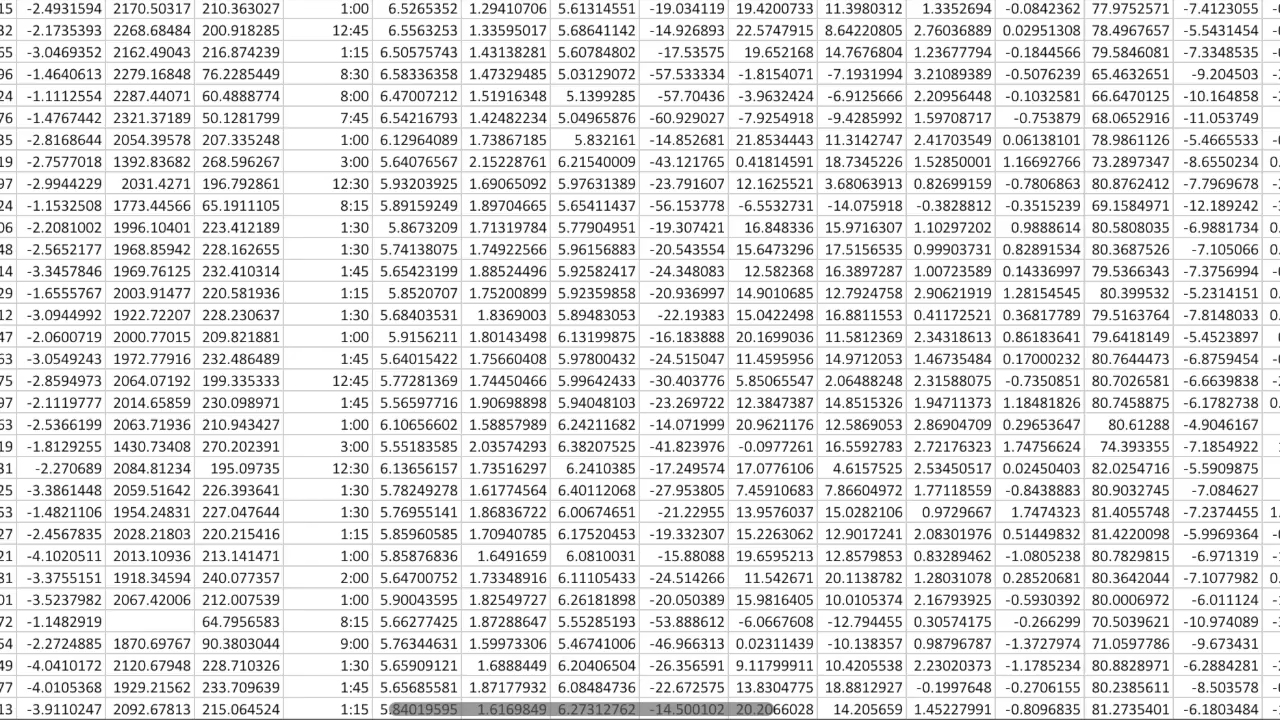 15 -2.4931594 2170.50317 210.363027 1:00 6.5265352 1.29410706 5.61314551 -19.034119 19.4200733 11.3980312 1.3352694 -0.0842362 77.9752571 -7.4123055
32 -2.1735393 2268.68484 200.918285 12:45 6.5563253 1.33595017 5.68641142 -14.926893 22.5747915 8.64220805 2.76036889 0.02951308 78.4967657 -5.5431454
65 -3.0469352 2162.49043 216.874239 1:15 6.50575743 1.43138281 5.60784802 -17.53575 19.652168 14.7676804 1.23677794 -0.1844566 79.5846081 -7.3348535
96 -1.4640613 2279.16848 76.2285449 8:30 6.58336358 1.47329485 5.03129072 -57.533334 -1.8154071 -7.1931994 3.21089389 -0.5076239 65.4632651 -9.204503
24 -1.1112554 2287.44071 60.4888774 8:00 6.47007212 1.51916348 5.1399285 -57.70436 -3.9632424 -6.9125666 2.20956448 -0.1032581 66.6470125 -10.164858
76 -1.4767442 2321.37189 50.1281799 7:45 6.54216793 1.42482234 5.04965876 -60.929027 -7.9254918 -9.4285992 1.59708717 -0.753879 68.0652916 -11.053749
35 -2.8168644 2054.39578 207.335248 1:00 6.12964089 1.73867185 5.832161 -14.852681 21.8534443 11.3142747 2.41703549 0.06138101 78.9861126 -5.4665533
19 -2.7577018 1392.83682 268.596267 3:00 5.64076567 2.15228761 6.21540009 -43.121765 0.41814591 18.7345226 1.52850001 1.16692766 73.2897347 -8.6550234
97 -2.9944229 2031.4271 196.792861 12:30 5.93203925 1.69065092 5.97631389 -23.791607 12.1625521 3.68063913 0.82699159 -0.7806863 80.8762412 -7.7969678
24 -1.1532508 1773.44566 65.1911105 8:15 5.89159249 1.89704665 5.65411437 -56.153778 -6.5532731 -14.075918 -0.3828812 -0.3515239 69.1584971 -12.189242
06 -2.2081002 1996.10401 223.412189 1:30 5.8673209 1.71319784 5.77904951 -19.307421 16.848336 15.9716307 1.10297202 0.9888614 80.5808035 -6.9881734
48 -2.5652177 1968.85942 228.162655 1:30 5.74138075 1.74922566 5.96156883 -20.543554 15.6473296 17.5156535 0.99903731 0.82891534 80.3687526 -7.105066
14 -3.3457846 1969.76125 232.410314 1:45 5.65423199 1.88524496 5.92582417 -24.348083 12.582368 16.3897287 1.00723589 0.14336997 79.5366343 -7.3756994
29 -1.6555767 2003.91477 220.581936 1:15 5.8520707 1.75200899 5.92359858 -20.936997 14.9010685 12.7924758 2.90621919 1.28154545 80.399532 -5.2314151
12 -3.0944992 1922.72207 228.230637 1:30 5.68403531 1.8369003 5.89483053 -22.19383 15.0422498 16.8811553 0.41172521 0.36817789 79.5163764 -7.8148033
47 -2.0600719 2000.77015 209.821881 1:00 5.9156211 1.80143498 6.13199875 -16.183888 20.1699036 11.5812369 2.34318613 0.86183641 79.6418149 -5.4523897
63 -3.0549243 1972.77916 232.486489 1:45 5.64015422 1.75660408 5.97800432 -24.515047 11.4595956 14.9712053 1.46735484 0.17000232 80.7644473 -6.8759454
75 -2.8594973 2064.07192 199.335333 12:45 5.77281369 1.74450466 5.99642433 -30.403776 5.85065547 2.06488248 2.31588075 -0.7350851 80.7026581 -6.6639838
97 -2.1119777 2014.65859 230.098971 1:45 5.56597716 1.90698898 5.94048103 -23.269722 12.3847387 14.8515326 1.94711373 1.18481826 80.7458875 -6.1782738
63 -2.5366199 2063.71936 210.943427 1:00 6.10656602 1.58857989 6.24211682 -14.071999 20.9621176 12.5869053 2.86904709 0.29653647 80.61288 -4.9046167
19 -1.8129255 1430.73408 270.202391 3:00 5.55183585 2.03574293 6.38207525 -41.823976 -0.0977261 16.5592783 2.72176323 1.74756624 74.393355 -7.1854922
31 -2.270689 2084.81234 195.09735 12:30 6.13656157 1.73516297 6.2410385 -17.249574 17.0776106 4.6157525 2.53450517 0.02450403 82.0254716 -5.5909875
25 -3.3861448 2059.51642 226.393641 1:30 5.78249278 1.61774564 6.40112068 -27.953805 7.45910683 7.86604972 1.77118559 -0.8438883 80.9032745 -7.084627
53 -1.4821106 1954.24831 227.047644 1:30 5.76955141 1.86836722 6.00674651 -21.22955 13.9576037 15.0282106 0.9729667 1.7474323 81.4055748 -7.2374455
27 -2.4567835 2028.21803 220.215416 1:15 5.85960585 1.70940785 6.17520453 -19.332307 15.2263062 12.9017241 2.08301976 0.51449832 81.4220098 -5.9969364
21 -4.1020511 2013.10936 213.141471 1:00 5.85876836 1.6491659 6.0810031 -15.88088 19.6595213 12.8579853 0.83289462 -1.0805238 80.7829815 -6.971319
31 -3.3755151 1918.34594 240.077357 2:00 5.64700752 1.73348916 6.11105433 -24.514266 11.542671 20.1138782 1.28031078 0.28520681 80.3642044 -7.1077982
01 -3.5237982 2067.42006 212.007539 1:00 5.90043595 1.82549727 6.26181898 -20.050389 15.9816405 10.0105374 2.16793925 -0.5930392 80.0006972 -6.011124
72 -1.1482919 64.7956583 8:15 5.66277425 1.87288647 5.55285193 -53.888612 -6.0667608 -12.794455 0.30574175 -0.266299 70.5039621 -10.974089
54 -2.2724885 1870.69767 90.3803044 9:00 5.76344631 1.59973306 5.46741006 -46.966313 0.02311439 -10.138357 0.98796787 -1.3727974 71.0597786 -9.673431
49 -4.0410172 2120.67948 228.710326 1:30 5.65909121 1.6888449 6.20406504 -26.356591 9.11799911 10.4205538 2.23020373 -1.1785234 80.8828971 -6.2884281
77 -4.0105368 1929.21562 233.709639 1:45 5.65685581 1.87177932 6.08484736 -22.672575 13.8304775 18.8812927 -0.1997648 -0.2706155 80.2385861 -8.503578
13 -3.9110247 2092.67813 215.064524 1:15 5.84019595 1.6169849 6.27312762 -14.500102 20.2066028 14.205659 1.45227991 -0.8096835 81.2735401 -6.1803484